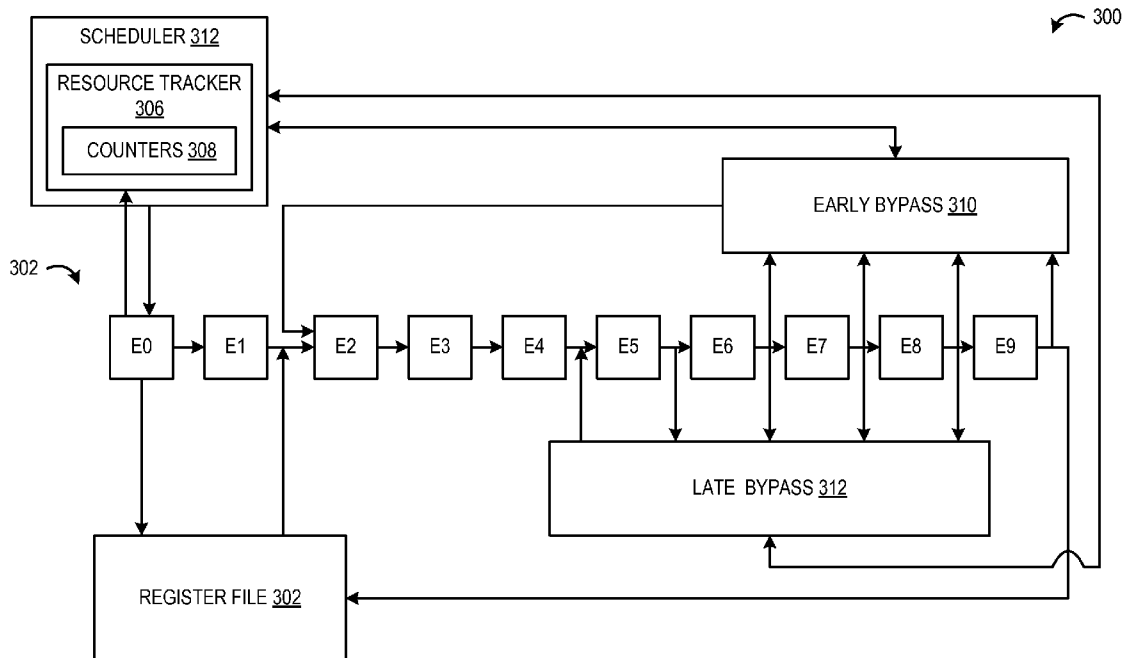 SCHEDULER 312
300
RESOURCE TRACKER
306
COUNTERS 308
EARLY BYPASS 310
302
E0
E1
E2
E3
E4
E5
E6
E7
E8
E9
LATE BYPASS 312
REGISTER FILE 302